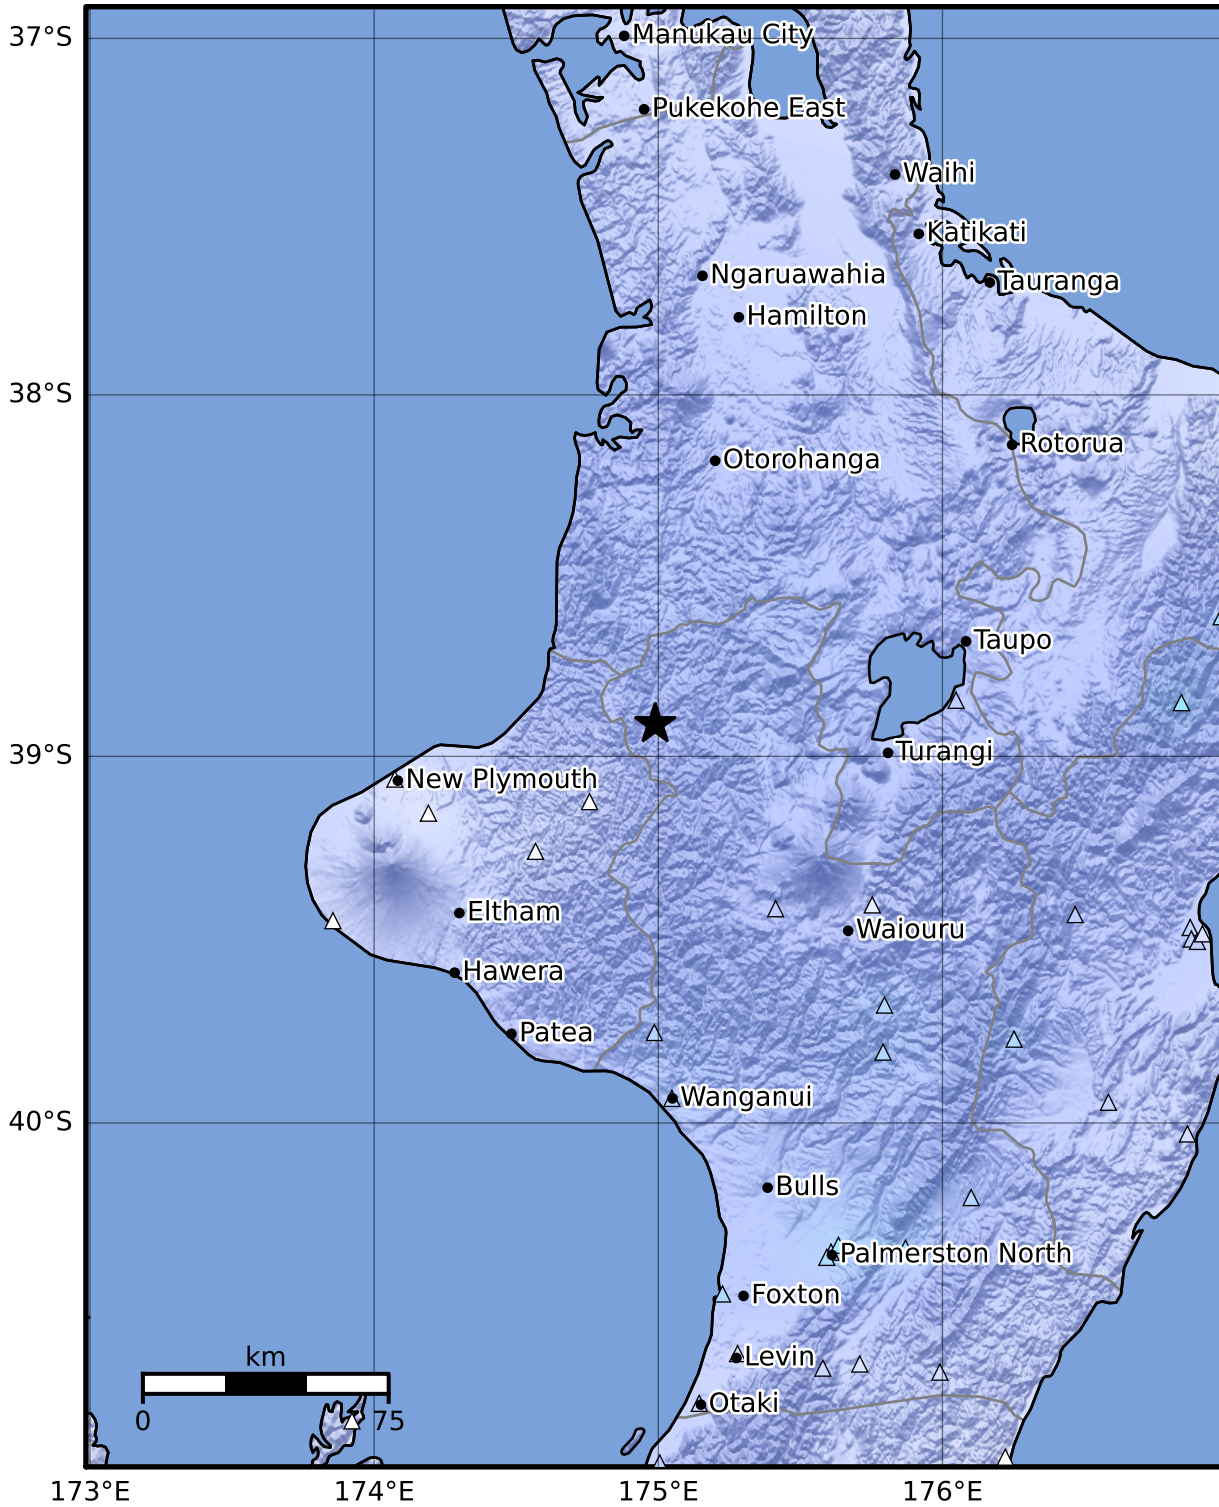 37°S
Manukau City
Pukekohe East
Waihi
Katikati
Ngaruawahia
Tauranga
Hamilton
38°S
Rotorua
Otorohanga
Taupo
39°S
Turangi
New Plymouth
Eltham
Waiouru
Hawera
Patea
Wanganui
40°S
Bulls
Palmerston North
Foxton
km
Levin
Otaki
0 75
173°E 174°E 175°E 176°E